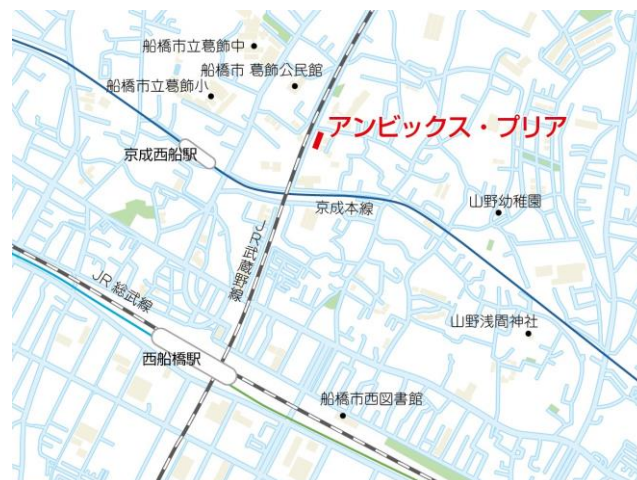 船橋市立葛飾中
船橋市 葛飾公民館
船橋市立葛飾小
アンビックス・プリア
京成西船駅
京成本線
山野幼稚園
JR武蔵野線
JR 総武線
山野浅間神社
西船橋駅
船橋市西図書館